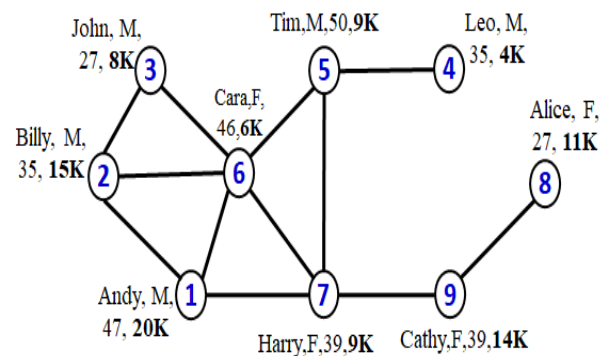 John, M,
27, 8K
3
Tim,M,50,9K
5
Leo, M,
35, 4K
4
Cara,F,
46,6K
6
Billy, M,
35, 15K
2
Alice, F,
27, 11K
8
Andy, M,
47, 20K
1
7
Harry,F,39,9K
9
Cathy,F,39,14K